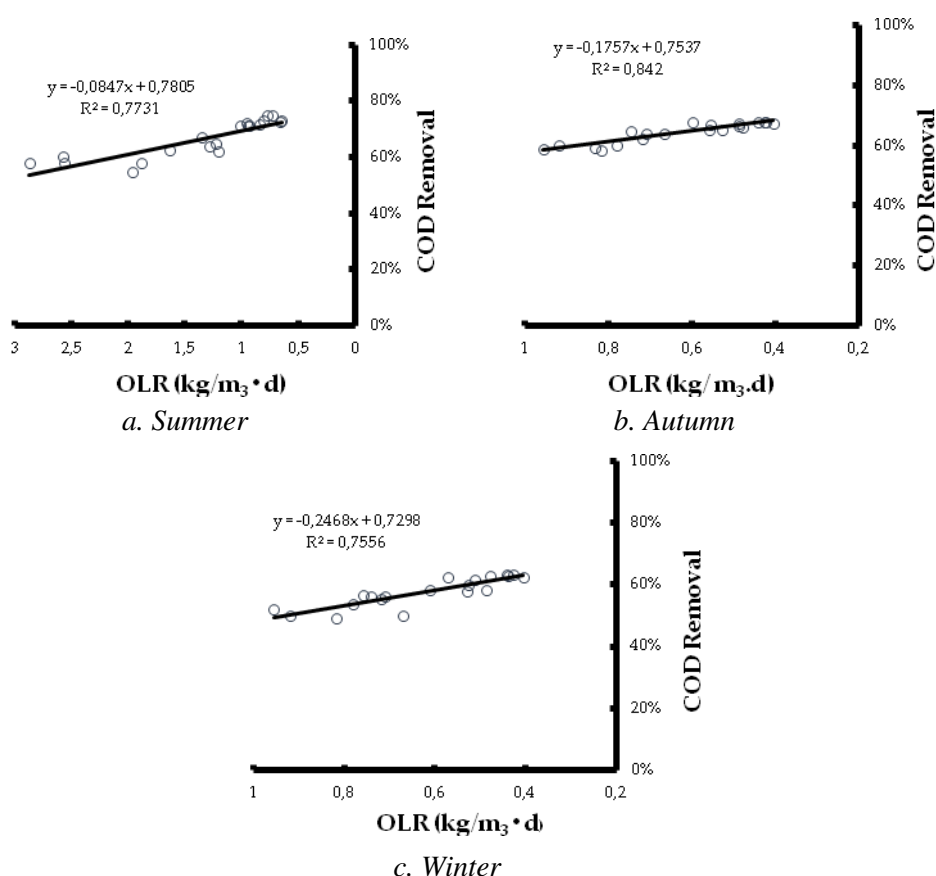 y = -0,0847x + 0,7805
R² = 0,7731
100%
80%
60%
40%
20%
0%
COD Removal
3 2,5 2 1,5 1 0,5 0
OLR (kg/m₃·d)
a. Summer
y = -0,1757x + 0,7537
R² = 0,842
100%
80%
60%
40%
20%
0%
COD Removal
1 0,8 0,6 0,4 0,2
OLR (kg/m₃.d)
b. Autumn
y = -0,2468x + 0,7298
R² = 0,7556
100%
80%
60%
40%
20%
0%
COD Removal
1 0,8 0,6 0,4 0,2
OLR (kg/m₃·d)
c. Winter